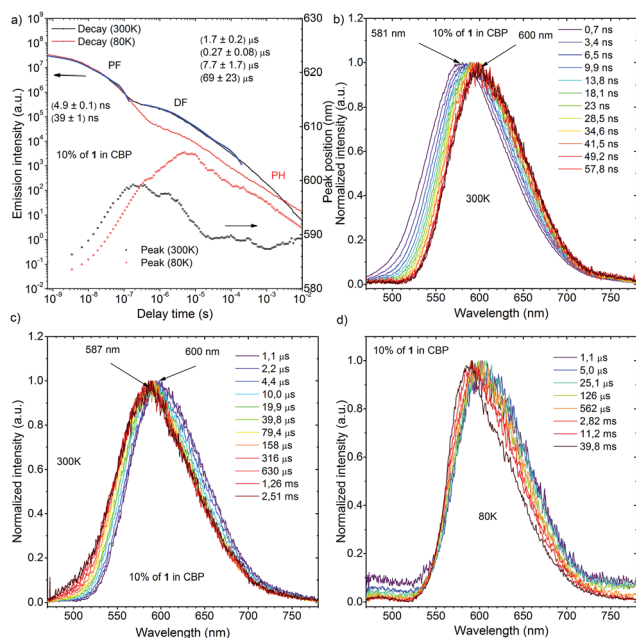 a)
Emission intensity (a.u.)
10^9
10^8
10^7
10^6
10^5
10^4
10^3
10^2
10^1
10^0
10^-1
10^-2
Decay (300K)
Decay (80K)
(1.7 ± 0.2) µs
(0.27 ± 0.08) µs
(7.7 ± 1.7) µs
(69 ± 23) µs
PF
DF
PH
(4.9 ± 0.1) ns
(39 ± 1) ns
10% of 1 in CBP
Peak (300K)
Peak (80K)
10^-9 10^-8 10^-7 10^-6 10^-5 10^-4 10^-3 10^-2
Delay time (s)
630
620
610
600
590
580
Peak position (nm)
b)
Normalized intensity (a.u.)
1.2
1.0
0.8
0.6
0.4
0.2
0.0
581 nm
10% of 1 in CBP
600 nm
300K
0,7 ns
3,4 ns
6,5 ns
9,9 ns
13,8 ns
18,1 ns
23 ns
28,5 ns
34,6 ns
41,5 ns
49,2 ns
57,8 ns
500 550 600 650 700 750
Wavelength (nm)
c)
Normalized intensity (a.u.)
1.2
1.0
0.8
0.6
0.4
0.2
0.0
587 nm
600 nm
300K
10% of 1 in CBP
1,1 µs
2,2 µs
4,4 µs
10,0 µs
19,9 µs
39,8 µs
79,4 µs
158 µs
316 µs
630 µs
1,26 ms
2,51 ms
500 550 600 650 700 750
Wavelength (nm)
d)
Normalized intensity (a.u.)
1.2
1.0
0.8
0.6
0.4
0.2
0.0
10% of 1 in CBP
80K
1,1 µs
5,0 µs
25,1 µs
126 µs
562 µs
2,82 ms
11,2 ms
39,8 ms
500 550 600 650 700 750
Wavelength (nm)